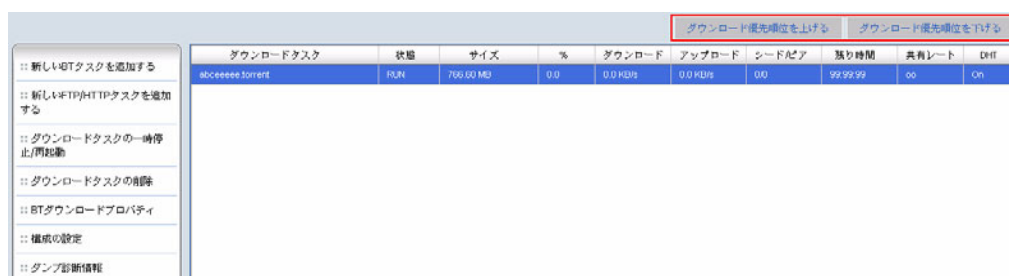 ダウンロード優先順位を上げる ダウンロード優先順位を下げる
ダウンロードタスク 状態 サイズ % ダウンロード アップロード シード/ピア 残り時間 共有レート DHT
abceeeee.torrent RUN 766.60 MB 0.0 0.0 KB/s 0.0 KB/s 0/0 99:99:99 oo On
:: 新しいBTタスクを追加する
:: 新しいFTP/HTTPタスクを追加
する
:: ダウンロードタスクの一時停
止/再起動
:: ダウンロードタスクの削除
:: BTダウンロードプロパティ
:: 構成の設定
:: ダンプ診断情報